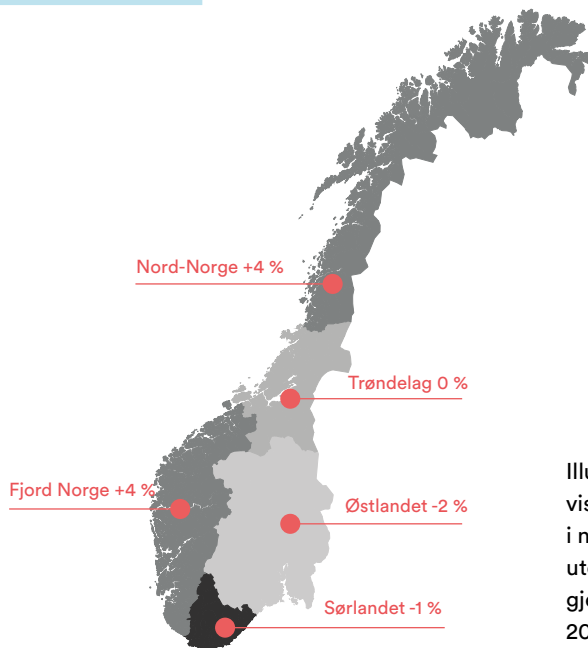 Nord-Norge +4 %
Trøndelag 0 %
Fjord Norge +4 %
Østlandet -2 %
Sørlandet -1 %
i